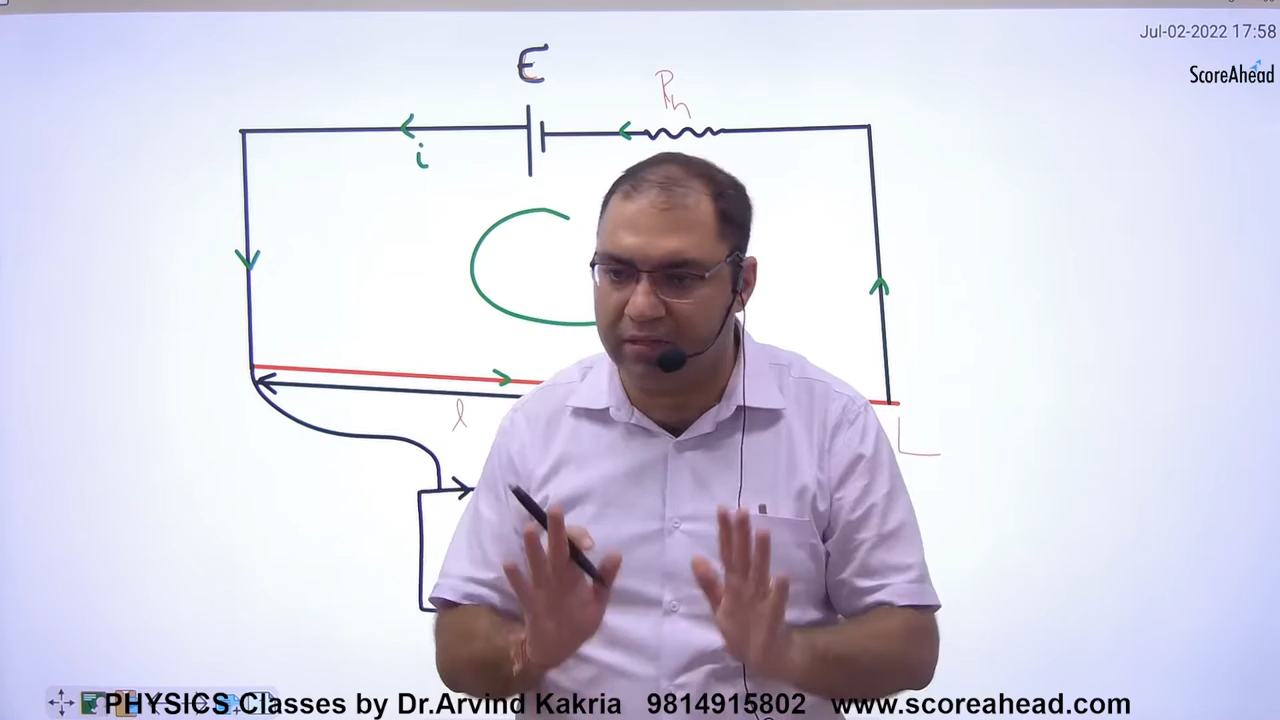 Jul-02-2022 17:58
ScoreAhead
E
Rh
i
l
L
PHYSICS Classes by Dr.Arvind Kakria 9814915802 www.scoreahead.com